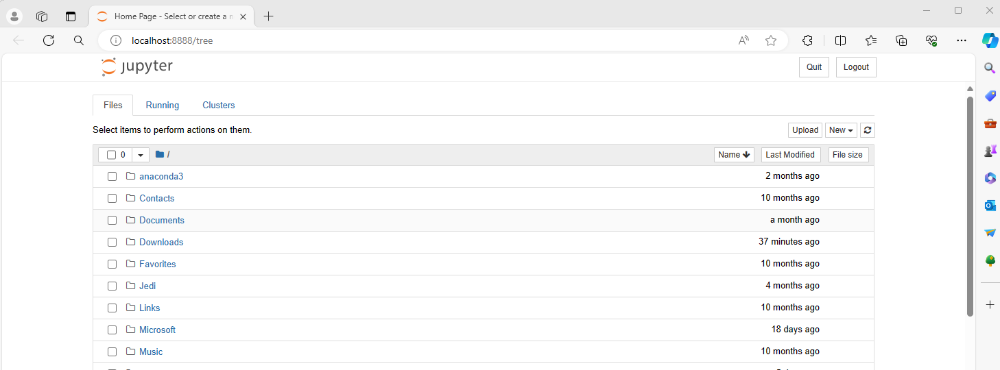 Home Page - Select or create a n
localhost:8888/tree
jupyter
Quit Logout
Files Running Clusters
Select items to perform actions on them.
Upload New
0 / Name Last Modified File size
anaconda3 2 months ago
Contacts 10 months ago
Documents a month ago
Downloads 37 minutes ago
Favorites 10 months ago
Jedi 4 months ago
Links 10 months ago
Microsoft 18 days ago
Music 10 months ago